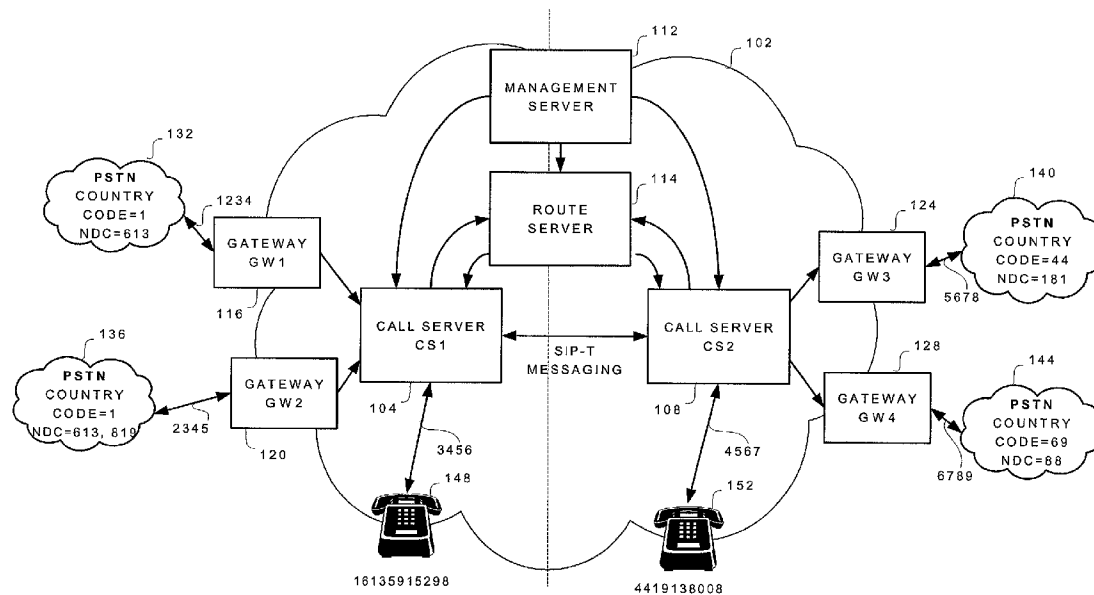 112
102
MANAGEMENT
SERVER
132
PSTN
COUNTRY
CODE=1
NDC=613
1234
GATEWAY
GW1
116
114
ROUTE
SERVER
124
GATEWAY
GW3
140
PSTN
COUNTRY
CODE=44
NDC=181
5678
136
PSTN
COUNTRY
CODE=1
NDC=613, 819
2345
GATEWAY
GW2
120
CALL SERVER
CS1
104
SIP-T
MESSAGING
CALL SERVER
CS2
108
128
GATEWAY
GW4
144
PSTN
COUNTRY
CODE=69
NDC=88
6789
3456
4567
148
152
16135915298
4419138008